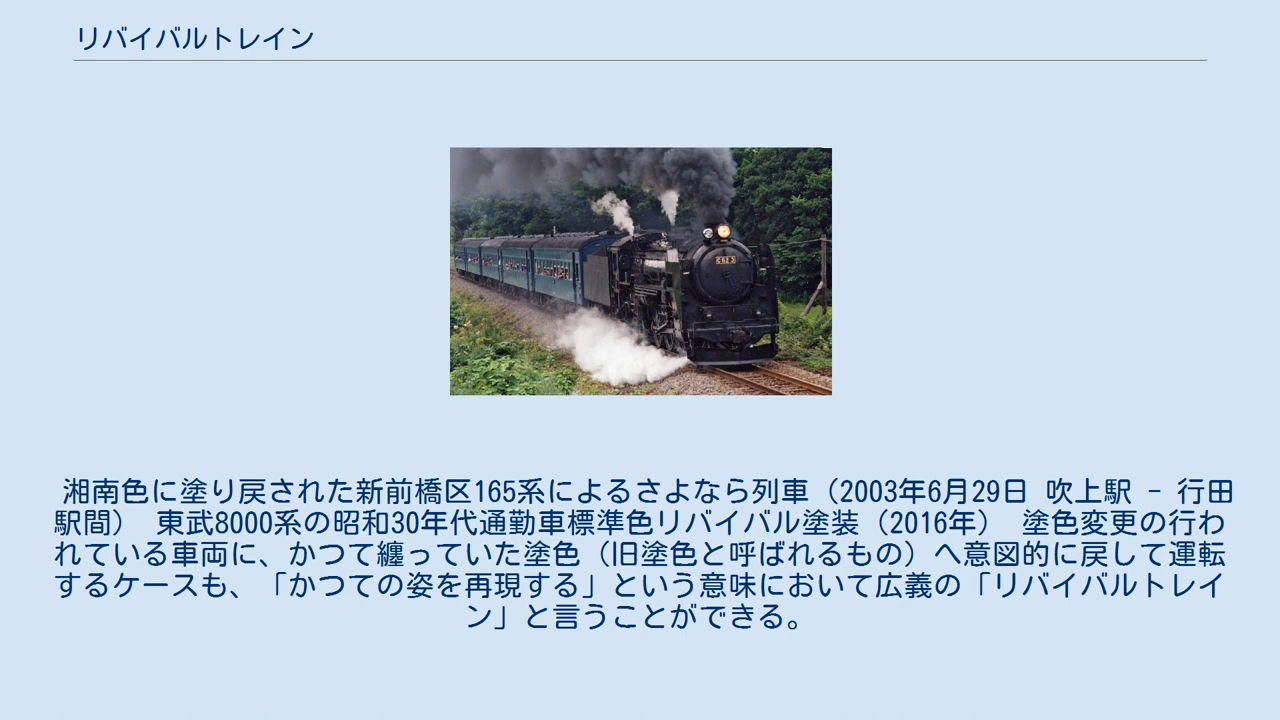 リバイバルトレイン
C62 3
湘南色に塗り戻された新前橋区165系によるさよなら列車（2003年6月29日 吹上駅 - 行田
駅間） 東武8000系の昭和30年代通勤車標準色リバイバル塗装（2016年） 塗色変更の行わ
れている車両に、かつて纏っていた塗色（旧塗色と呼ばれるもの）へ意図的に戻して運転
するケースも、「かつての姿を再現する」という意味において広義の「リバイバルトレイ
ン」と言うことができる。